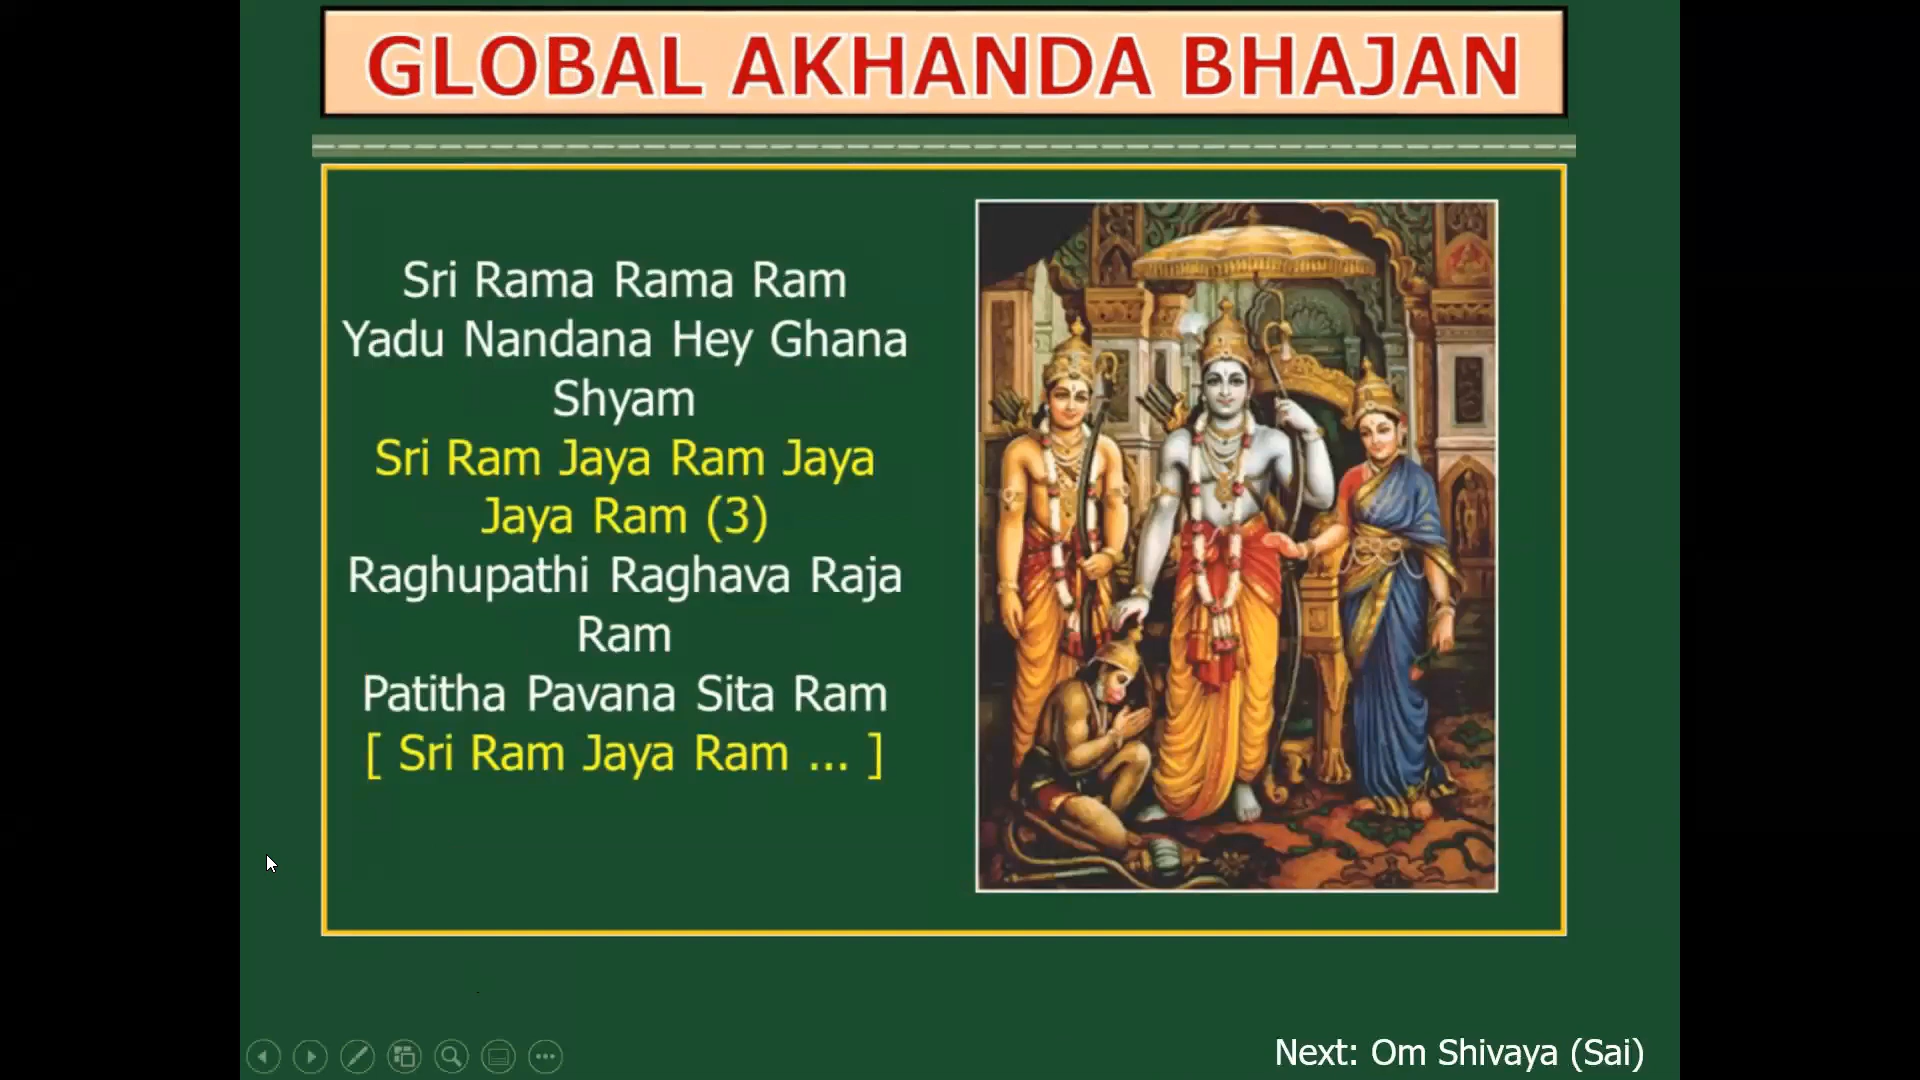 GLOBAL AKHANDA BHAJAN
Sri Rama Rama Ram
Yadu Nandana Hey Ghana
Shyam
Sri Ram Jaya Ram Jaya
Jaya Ram (3)
Raghupathi Raghava Raja
Ram
Patitha Pavana Sita Ram
[ Sri Ram Jaya Ram ... ]
Next: Om Shivaya (Sai)